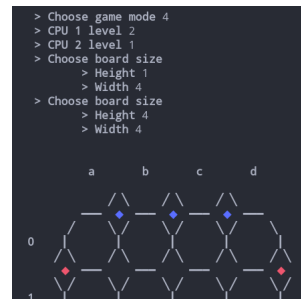 > Choose game mode 4
> CPU 1 level 2
> CPU 2 level 1
> Choose board size
> Height 1
> Width 4
> Choose board size
> Height 4
> Width 4
a b c d
0
1